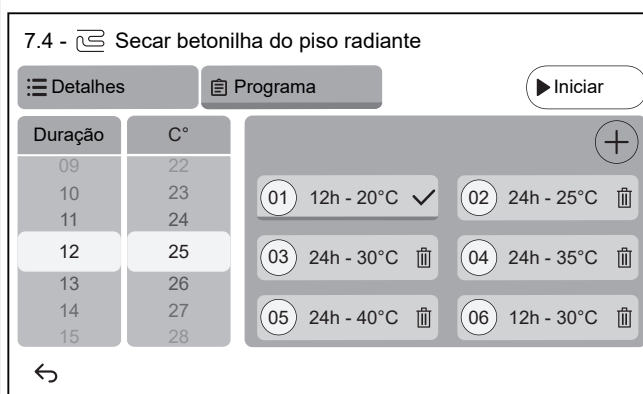 7.4 - Secar betonilha do piso radiante
Detalhes
Programa
Iniciar
Duração
C°
09
22
10
23
11
24
12
25
13
26
14
27
15
28
01 12h - 20°C
02 24h - 25°C
03 24h - 30°C
04 24h - 35°C
05 24h - 40°C
06 12h - 30°C